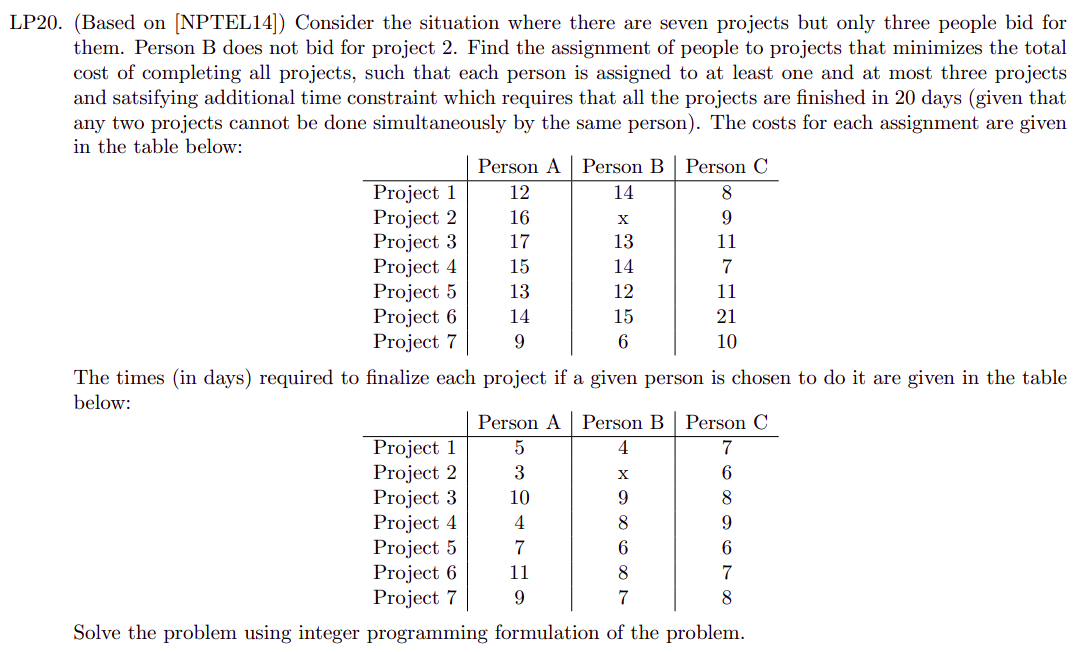 LP20. (Based on [NPTEL14]) Consider the situation where there are seven projects but only three people bid for
them. Person B does not bid for project 2. Find the assignment of people to projects that minimizes the total
cost of completing all projects, such that each person is assigned to at least one and at most three projects
and satsifying additional time constraint which requires that all the projects are finished in 20 days (given that
any two projects cannot be done simultaneously by the same person). The costs for each assignment are given
in the table below:
Person A Person B Person C
Project 1 12 14 8
Project 2 16 x 9
Project 3 17 13 11
Project 4 15 14 7
Project 5 13 12 11
Project 6 14 15 21
Project 7 9 6 10
The times (in days) required to finalize each project if a given person is chosen to do it are given in the table
below:
Person A Person B Person C
Project 1 5 4 7
Project 2 3 x 6
Project 3 10 9 8
Project 4 4 8 9
Project 5 7 6 6
Project 6 11 8 7
Project 7 9 7 8
Solve the problem using integer programming formulation of the problem.